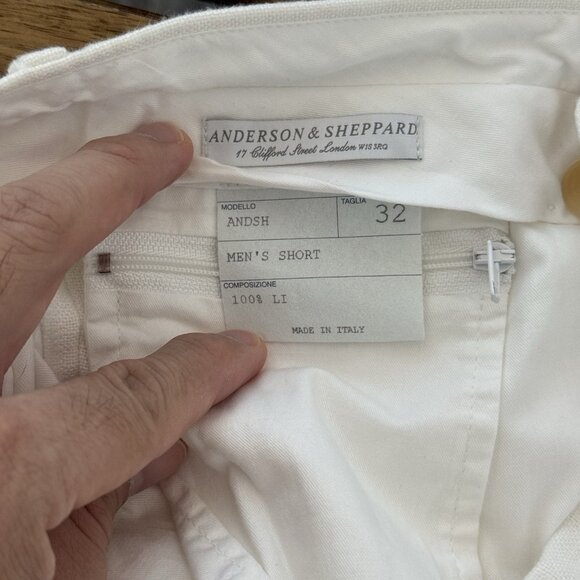 ANDERSON & SHEPPARD
17 Clifford Street London W1S 3RQ
MODELLO TAGLIA
ANDSH 32
MEN'S SHORT
COMPOSIZIONE
100% LI
MADE IN ITALY